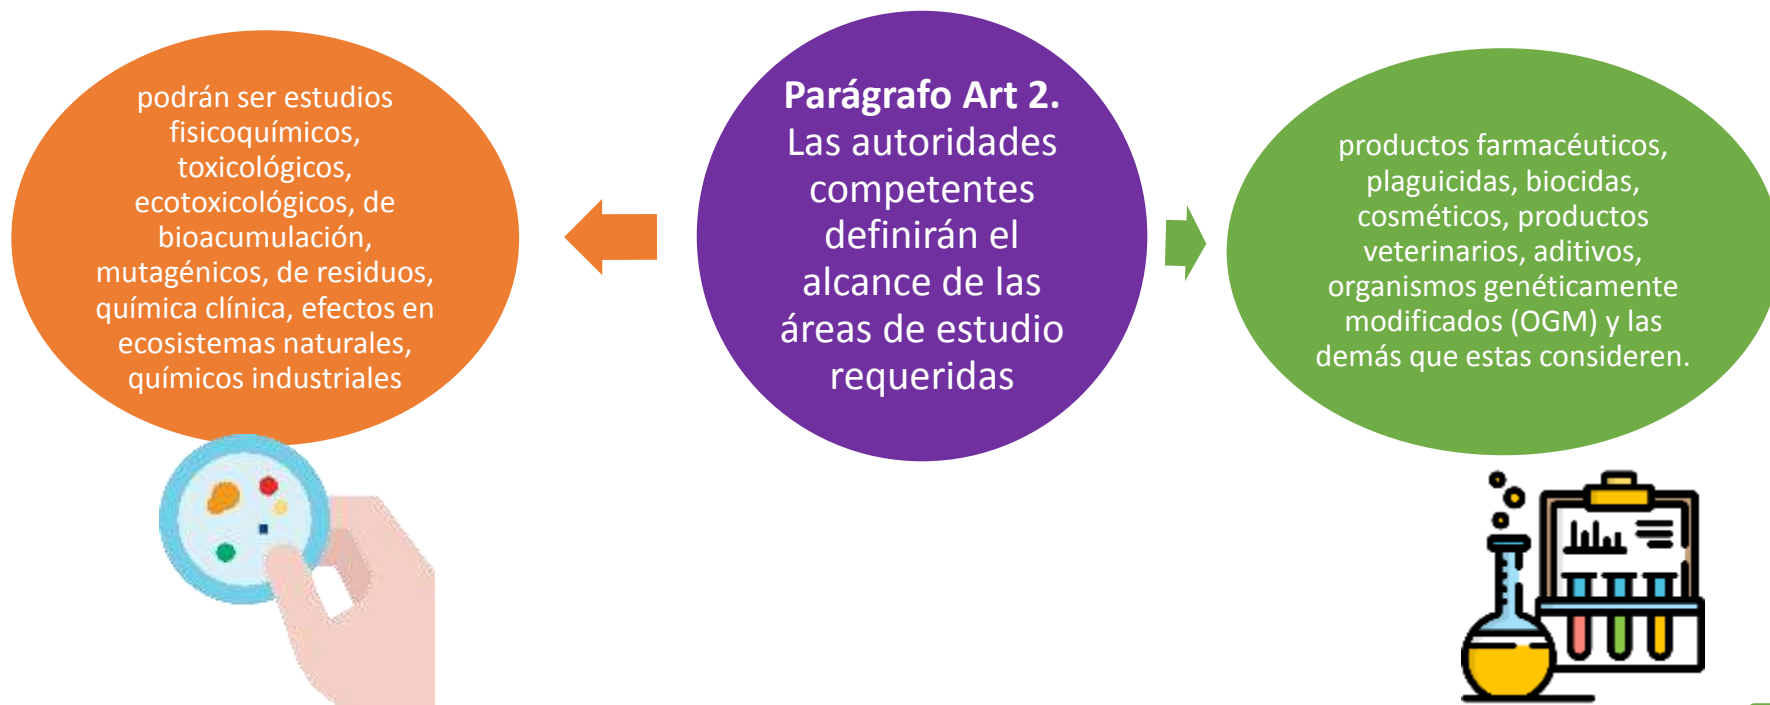 podrán ser estudios
fisicoquímicos,
toxicológicos,
ecotoxicológicos, de
bioacumulación,
mutagénicos, de residuos,
química clínica, efectos en
ecosistemas naturales,
químicos industriales
Parágrafo Art 2.
Las autoridades
competentes
definirán el
alcance de las
áreas de estudio
requeridas
productos farmacéuticos,
plaguicidas, biocidas,
cosméticos, productos
veterinarios, aditivos,
organismos genéticamente
modificados (OGM) y las
demás que estas consideren.